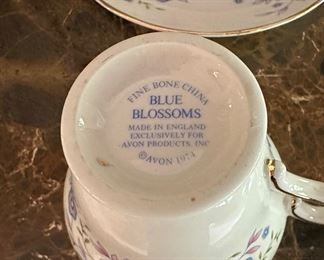 FINE BONE CHINA
BLUE
BLOSSOMS
MADE IN ENGLAND
EXCLUSIVELY FOR
AVON PRODUCTS, INC
©AVON 1974